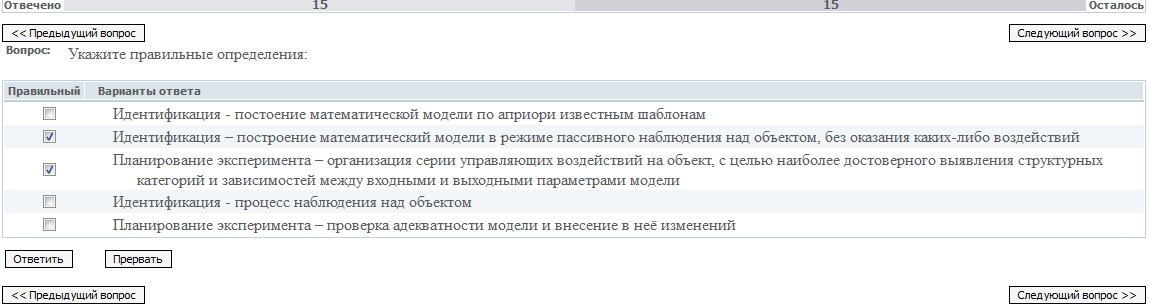 Отвечено 15 15 Осталось
<< Предыдущий вопрос Следующий вопрос >>
Вопрос: Укажите правильные определения:
Правильный Варианты ответа
Идентификация - постоение математической модели по априори известным шаблонам
Идентификация – построение математический модели в режиме пассивного наблюдения над объектом, без оказания каких-либо воздействий
Планирование эксперимента – организация серии управляющих воздействий на объект, с целью наиболее достоверного выявления структурных
категорий и зависимостей между входными и выходными параметрами модели
Идентификация - процесс наблюдения над объектом
Планирование эксперимента – проверка адекватности модели и внесение в неё изменений
Ответить Прервать
<< Предыдущий вопрос Следующий вопрос >>